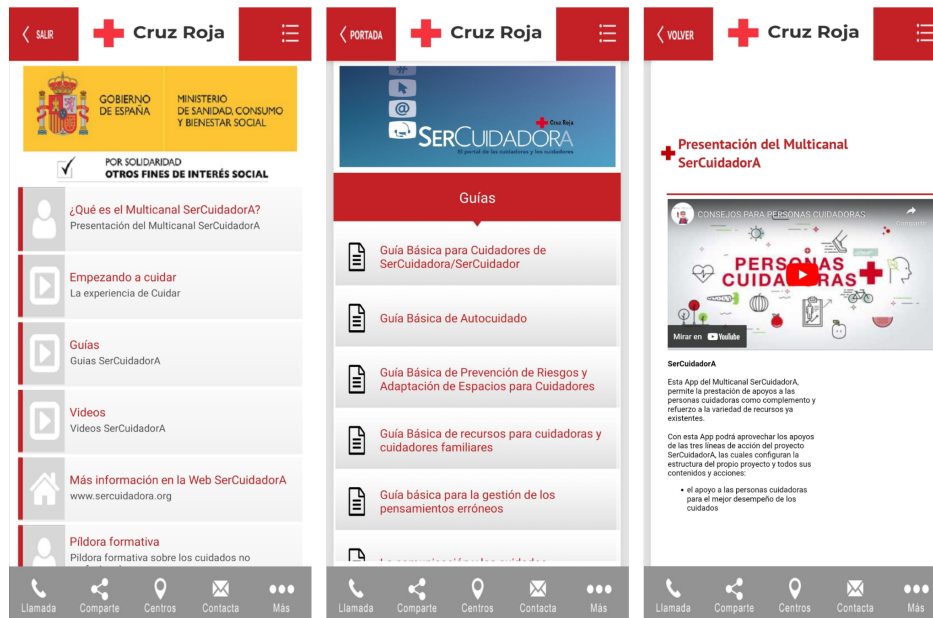 SALIR
Cruz Roja
GOBIERNO
DE ESPAÑA
MINISTERIO
DE SANIDAD, CONSUMO
Y BIENESTAR SOCIAL
POR SOLIDARIDAD
OTROS FINES DE INTERÉS SOCIAL
¿Qué es el Multicanal SerCuidadorA?
Presentación del Multicanal SerCuidadorA
Empezando a cuidar
La experiencia de Cuidar
Guías
Guias SerCuidadorA
Videos
Videos SerCuidadorA
Más información en la Web SerCuidadorA
www.sercuidadora.org
Píldora formativa
Pildora formativa sobre los cuidados no
Llamada
Comparte
Centros
Contacta
Más
PORTADA
Cruz Roja
#
@
Cruz Roja
SERCUIDADORA
El portal de las cuidadoras y los cuidadores
Guías
Guía Básica para Cuidadores de
SerCuidadora/SerCuidador
Guía Básica de Autocuidado
Guía Básica de Prevención de Riesgos y
Adaptación de Espacios para Cuidadores
Guía Básica de recursos para cuidadoras y
cuidadores familiares
Guía básica para la gestión de los
pensamientos erróneos
Llamada
Comparte
Centros
Contacta
Más
VOLVER
Cruz Roja
Presentación del Multicanal
SerCuidadorA
CONSEJOS PARA PERSONAS CUIDADORAS
Compartir
PERSONAS
CUIDADORAS
Mirar en YouTube
SerCuidadorA
Esta App del Multicanal SerCuidadorA,
permite la prestación de apoyos a las
personas cuidadoras como complemento y
refuerzo a la variedad de recursos ya
existentes.
Con esta App podrá aprovechar los apoyos
de las tres líneas de acción del proyecto
SerCuidadorA, las cuales configuran la
estructura del propio proyecto y todos sus
contenidos y acciones:
• el apoyo a las personas cuidadoras
para el mejor desempeño de los
cuidados
Llamada
Comparte
Centros
Contacta
Más